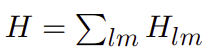 H = ∑_{lm} H_{lm}